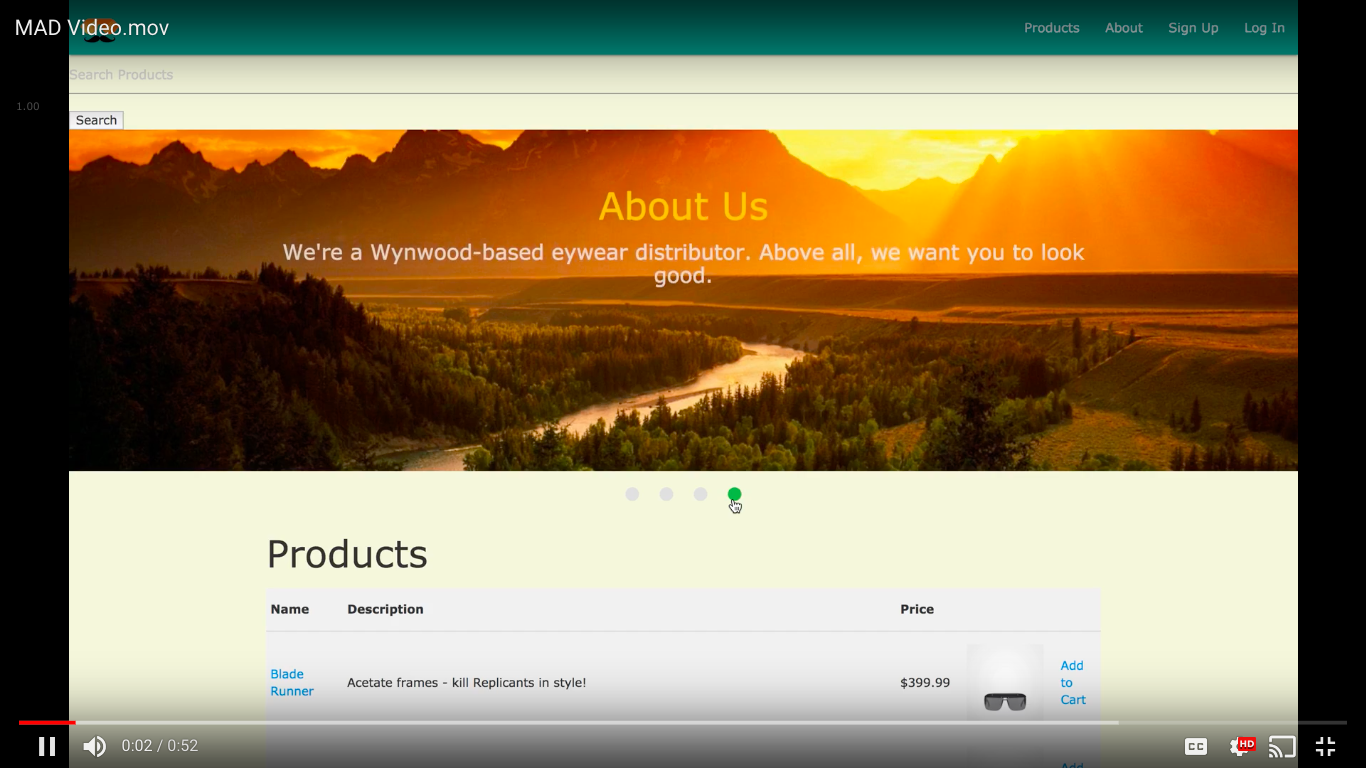 MAD Video.mov
Products About Sign Up Log In
Search Products
1.00
Search
About Us
We're a Wynwood-based eywear distributor. Above all, we want you to look
good.
Products
Name Description Price
Blade
Runner
Acetate frames - kill Replicants in style!
$399.99
Add
to
Cart
Add
0:02 / 0:52
CC
HD